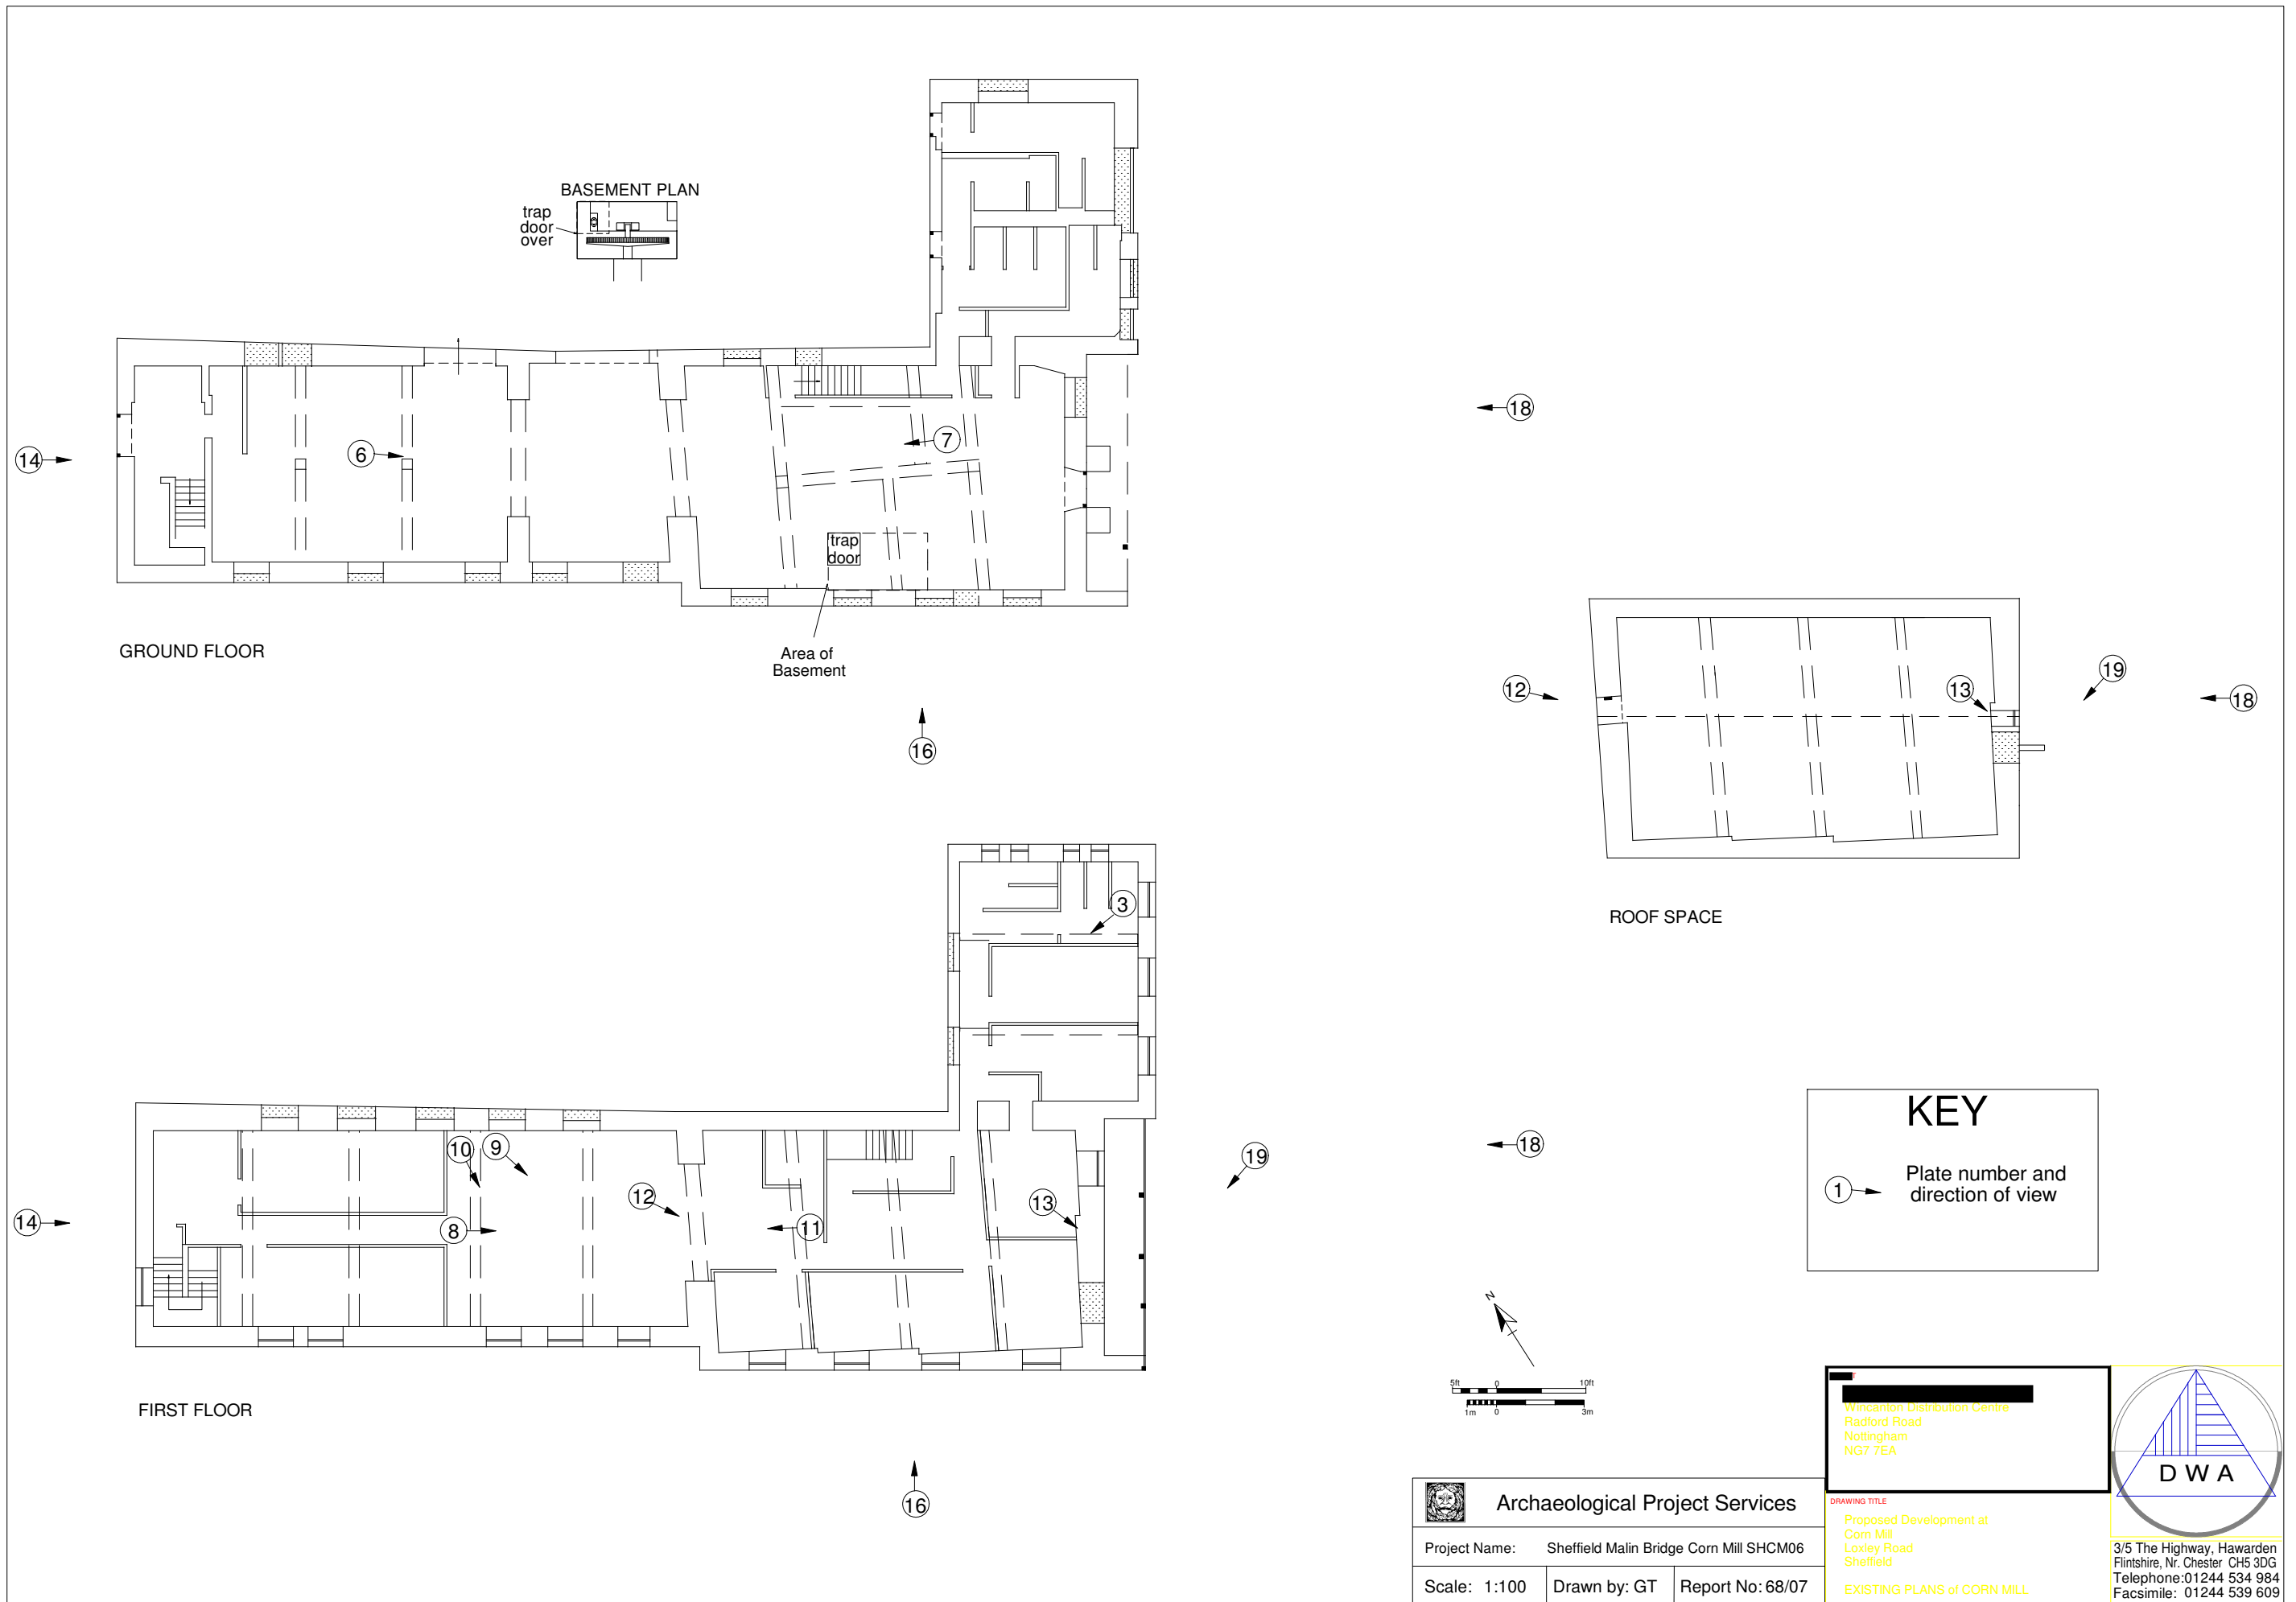 BASEMENT PLAN
trap
door
over
14
6
7
18
trap
door
GROUND FLOOR
Area of
Basement
16
12
13
19
18
ROOF SPACE
3
10
9
12
8
11
13
14
19
18
FIRST FLOOR
16
KEY
1
Plate number and
direction of view
N
5ft 0 10ft
1m 0 3m
Wincanton Distribution Centre
Radford Road
Nottingham
NG7 7EA
DWA
DRAWING TITLE
Proposed Development at
Corn Mill
Loxley Road
Sheffield
EXISTING PLANS of CORN MILL
Archaeological Project Services
Project Name: Sheffield Malin Bridge Corn Mill SHCM06
Scale: 1:100 Drawn by: GT Report No: 68/07
3/5 The Highway, Hawarden
Flintshire, Nr. Chester CH5 3DG
Telephone:01244 534 984
Facsimile: 01244 539 609